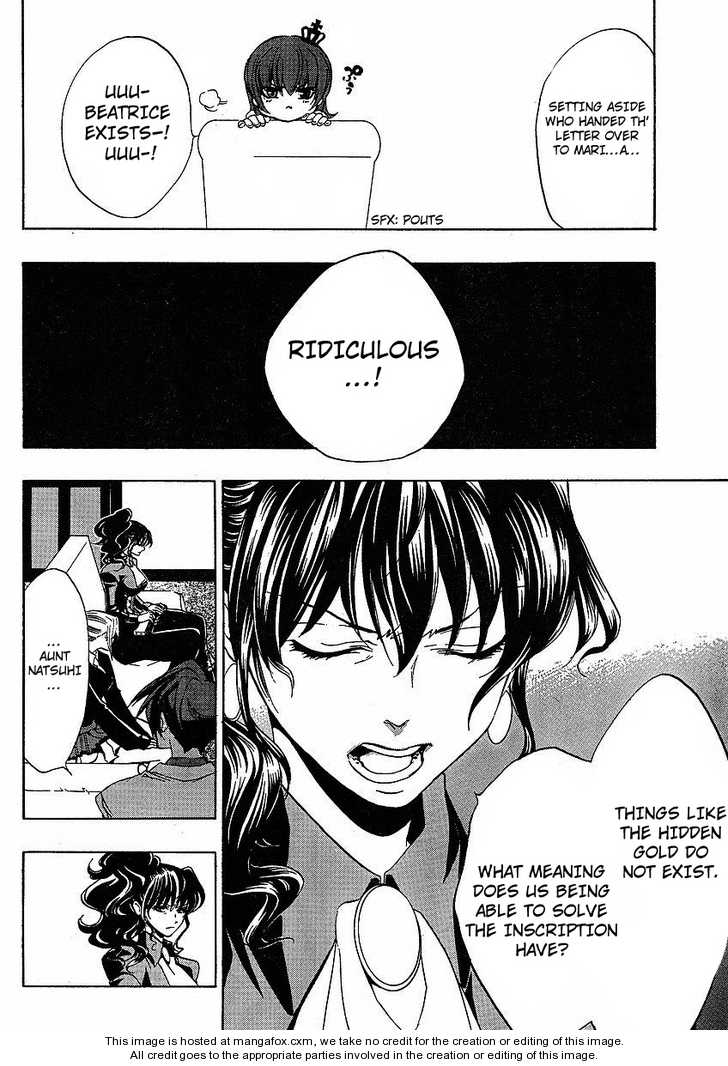 SETTING ASIDE
WHO HANDED TH'
LETTER OVER
TO MARI...A...
UUU-
BEATRICE
EXISTS-!
UUU-!
ぷぅ
SFX: POUTS
RIDICULOUS
...!
...
AUNT
NATSUHI
...
THINGS LIKE
THE HIDDEN
GOLD DO
NOT EXIST.
WHAT MEANING
DOES US BEING
ABLE TO SOLVE
THE INSCRIPTION
HAVE?
This image is hosted at mangafox.cxm, we take no credit for the creation or editing of this image.
All credit goes to the appropriate parties involved in the creation or editing of this image.